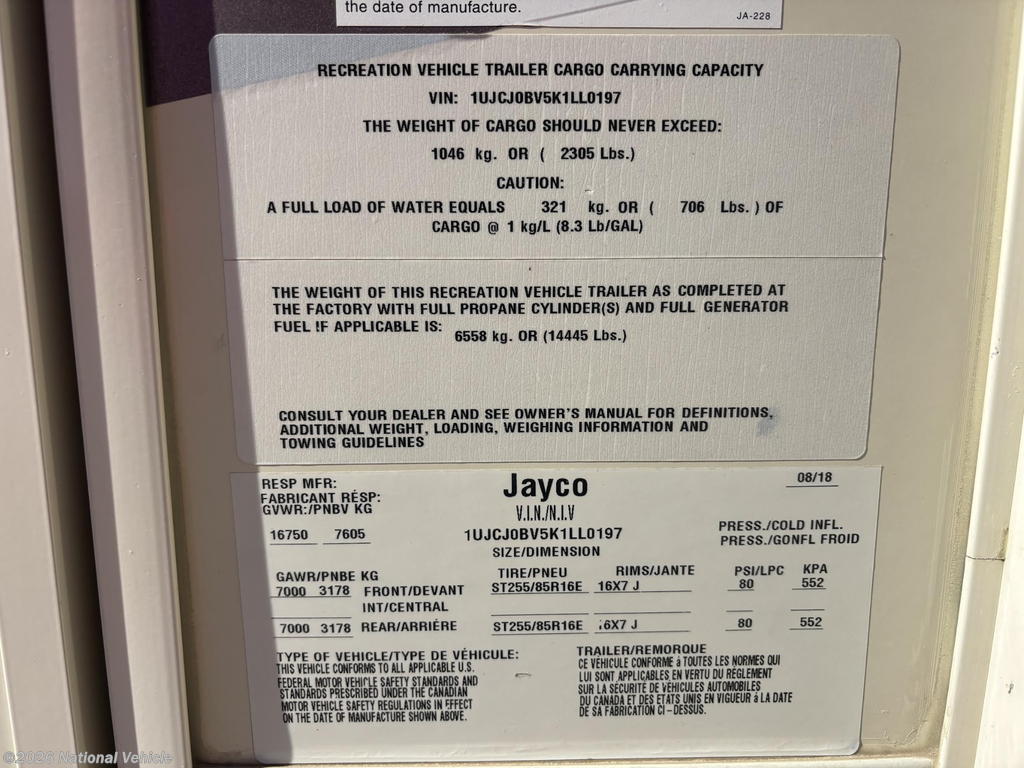 the date of manufacture.
JA-228
RECREATION VEHICLE TRAILER CARGO CARRYING CAPACITY
VIN: 1UJCJ0BV5K1LL0197
THE WEIGHT OF CARGO SHOULD NEVER EXCEED:
1046 kg. OR ( 2305 Lbs.)
CAUTION:
A FULL LOAD OF WATER EQUALS 321 kg. OR ( 706 Lbs. ) OF
CARGO @ 1 kg/L (8.3 Lb/GAL)
THE WEIGHT OF THIS RECREATION VEHICLE TRAILER AS COMPLETED AT
THE FACTORY WITH FULL PROPANE CYLINDER(S) AND FULL GENERATOR
FUEL IF APPLICABLE IS:
6558 kg. OR (14445 Lbs.)
CONSULT YOUR DEALER AND SEE OWNER'S MANUAL FOR DEFINITIONS,
ADDITIONAL WEIGHT, LOADING, WEIGHING INFORMATION AND
TOWING GUIDELINES
RESP MFR: Jayco 08/18
FABRICANT RÉSP:
GVWR:/PNBV KG V.I.N./N.I.V
16750 7605 1UJCJ0BV5K1LL0197 PRESS./COLD INFL.
SIZE/DIMENSION PRESS./GONFL FROID
GAWR/PNBE KG TIRE/PNEU RIMS/JANTE PSI/LPC KPA
7000 3178 FRONT/DEVANT ST255/85R16E 16X7 J 80 552
INT/CENTRAL
7000 3178 REAR/ARRIÉRE ST255/85R16E 16X7 J 80 552
TYPE OF VEHICLE/TYPE DE VÉHICULE: TRAILER/REMORQUE
THIS VEHICLE CONFORMS TO ALL APPLICABLE U.S.
FEDERAL MOTOR VEHICLE SAFETY STANDARDS AND
STANDARDS PRESCRIBED UNDER THE CANADIAN
MOTOR VEHICLE SAFETY REGULATIONS IN EFFECT
ON THE DATE OF MANUFACTURE SHOWN ABOVE.
CE VÉHICULE CONFORME à TOUTES LES NORMES QUI
LUI SONT APPLICABLES EN VERTU DU RÉGLEMENT
SUR LA SECURITE DE VÉHICULES AUTOMOBILES
DU CANADA ET DES ETATS UNIS EN VIGUEUR à LA DATE
DE SA FABRICATION CI-DESSUS.
©2026 National Vehicle